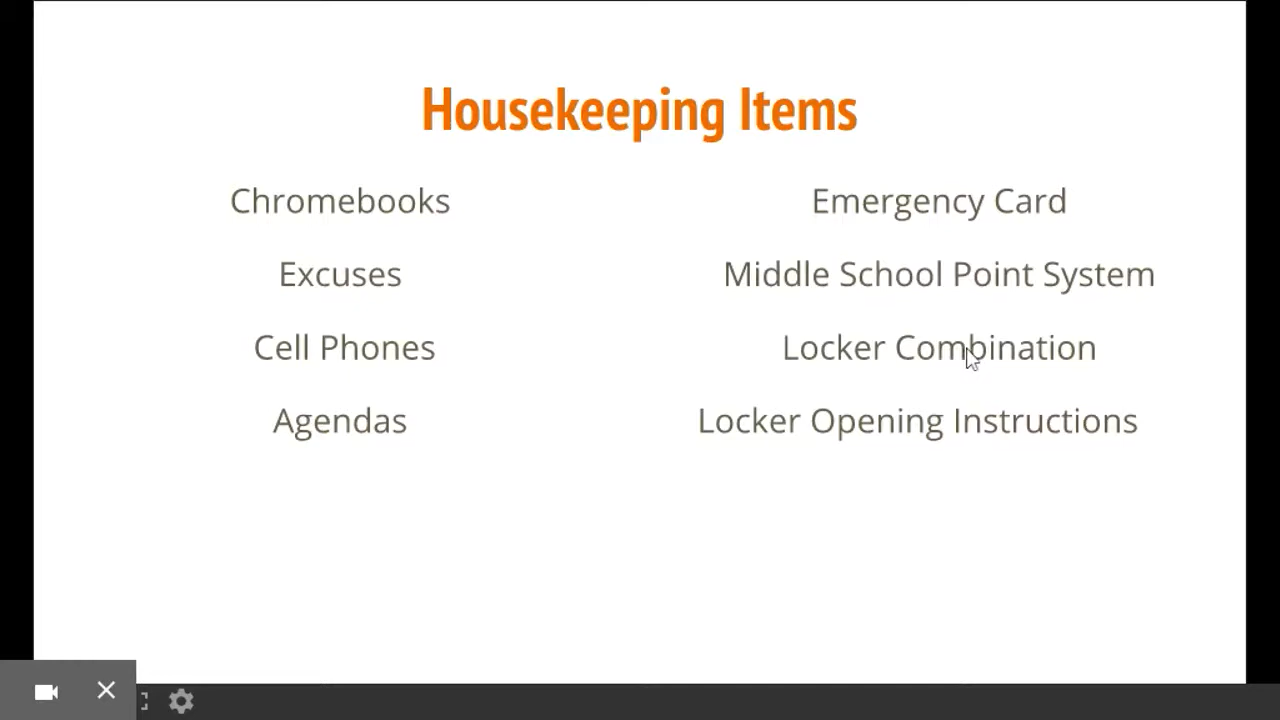 Housekeeping Items
Chromebooks
Excuses
Cell Phones
Agendas
Emergency Card
Middle School Point System
Locker Combination
Locker Opening Instructions